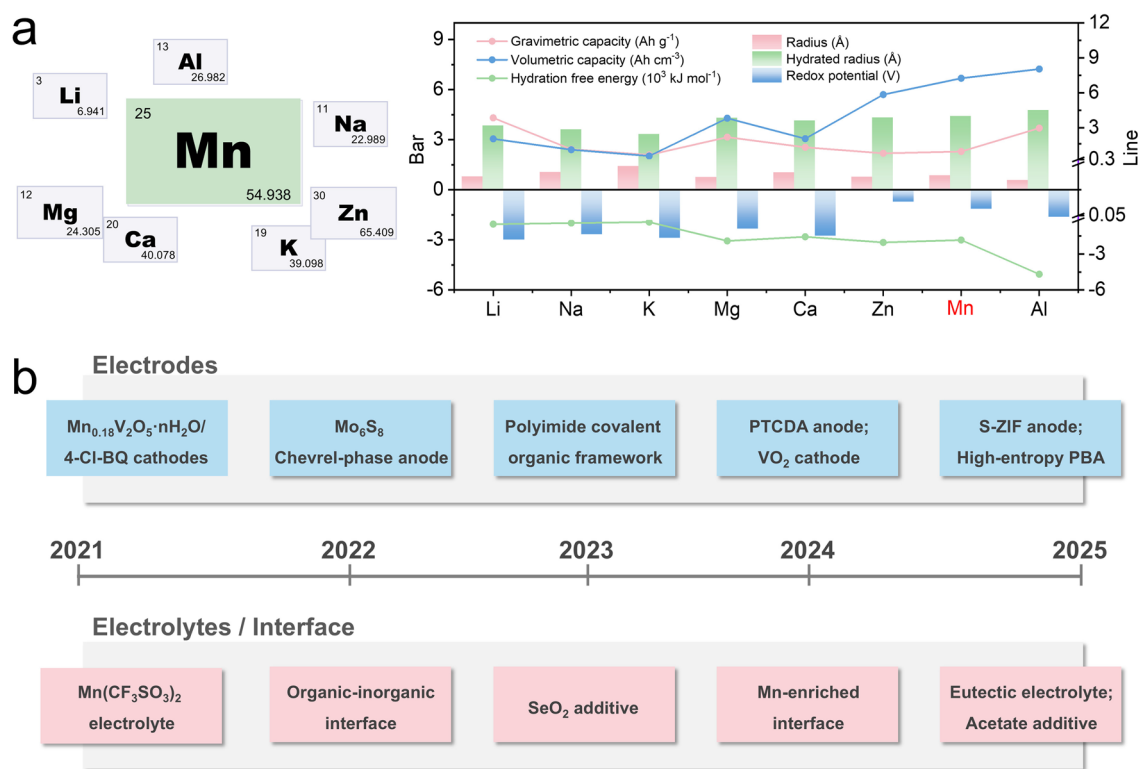 a
13
Al
26.982
3
Li
6.941
25
Mn
54.938
11
Na
22.989
12
Mg
24.305
20
Ca
40.078
19
K
39.098
30
Zn
65.409
Gravimetric capacity (Ah g⁻¹)
Volumetric capacity (Ah cm⁻³)
Hydration free energy (10³ kJ mol⁻¹)
Radius (Å)
Hydrated radius (Å)
Redox potential (V)
Bar
9
6
3
0
-3
-6
Line
12
9
6
3
0.3
0.05
-3
-6
Li Na K Mg Ca Zn Mn Al
b
Electrodes
Mn₀.₁₈V₂O₅·nH₂O/
4-Cl-BQ cathodes
Mo₆S₈
Chevrel-phase anode
Polyimide covalent
organic framework
PTCDA anode;
VO₂ cathode
S-ZIF anode;
High-entropy PBA
2021 2022 2023 2024 2025
Electrolytes / Interface
Mn(CF₃SO₃)₂
electrolyte
Organic-inorganic
interface
SeO₂ additive
Mn-enriched
interface
Eutectic electrolyte;
Acetate additive